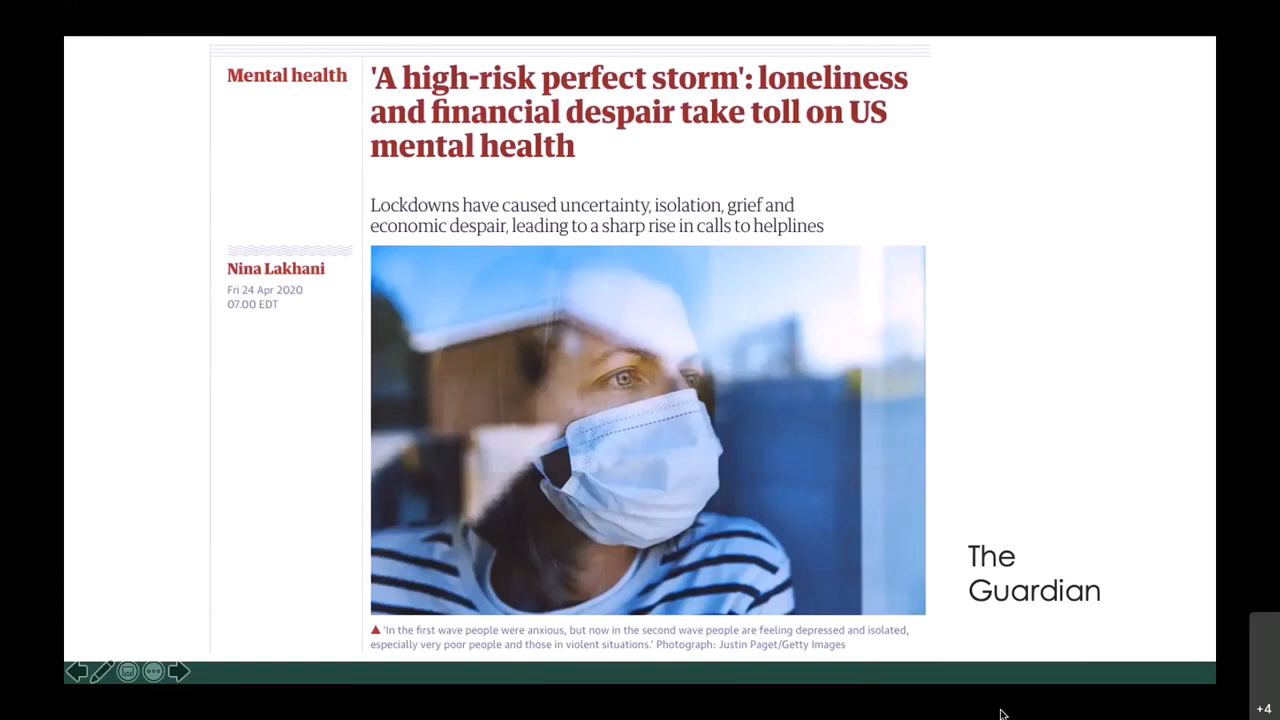 Mental health
'A high-risk perfect storm': loneliness
and financial despair take toll on US
mental health
Lockdowns have caused uncertainty, isolation, grief and
economic despair, leading to a sharp rise in calls to helplines
Nina Lakhani
Fri 24 Apr 2020
07.00 EDT
'In the first wave people were anxious, but now in the second wave people are feeling depressed and isolated,
especially very poor people and those in violent situations.' Photograph: Justin Paget/Getty Images
The
Guardian
+4